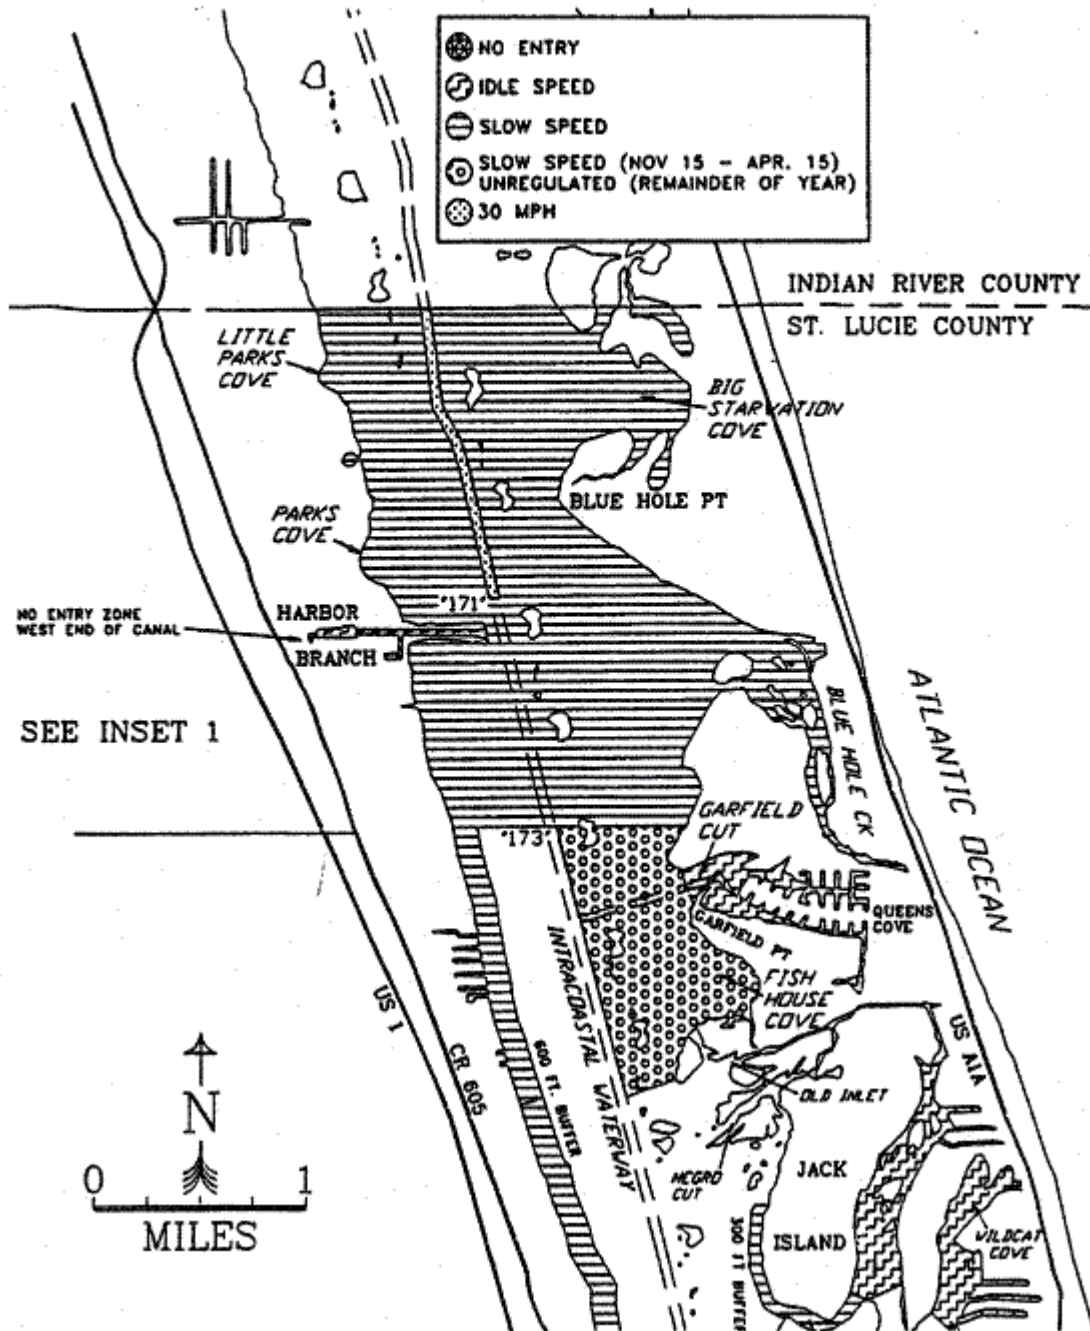 NO ENTRY
IDLE SPEED
SLOW SPEED
SLOW SPEED (NOV 15 - APR. 15)
UNREGULATED (REMAINDER OF YEAR)
30 MPH
INDIAN RIVER COUNTY
ST. LUCIE COUNTY
LITTLE
PARKS
COVE
BIG
STARVATION
COVE
BLUE HOLE PT
PARKS
COVE
"171"
NO ENTRY ZONE
WEST END OF CANAL
HARBOR
BRANCH
SEE INSET 1
BLUE HOLE CK
ATLANTIC OCEAN
GARFIELD
CUT
"173"
QUEENS
COVE
GARFIELD PT
FISH
HOUSE
COVE
INTRACOASTAL WATERWAY
US 1
CR 605
600 FT. BUFFER
US A1A
OLD INLET
N
0 1
MILES
CUT
JACK
ISLAND
300 FT BUFFER
WILDCAT
COVE